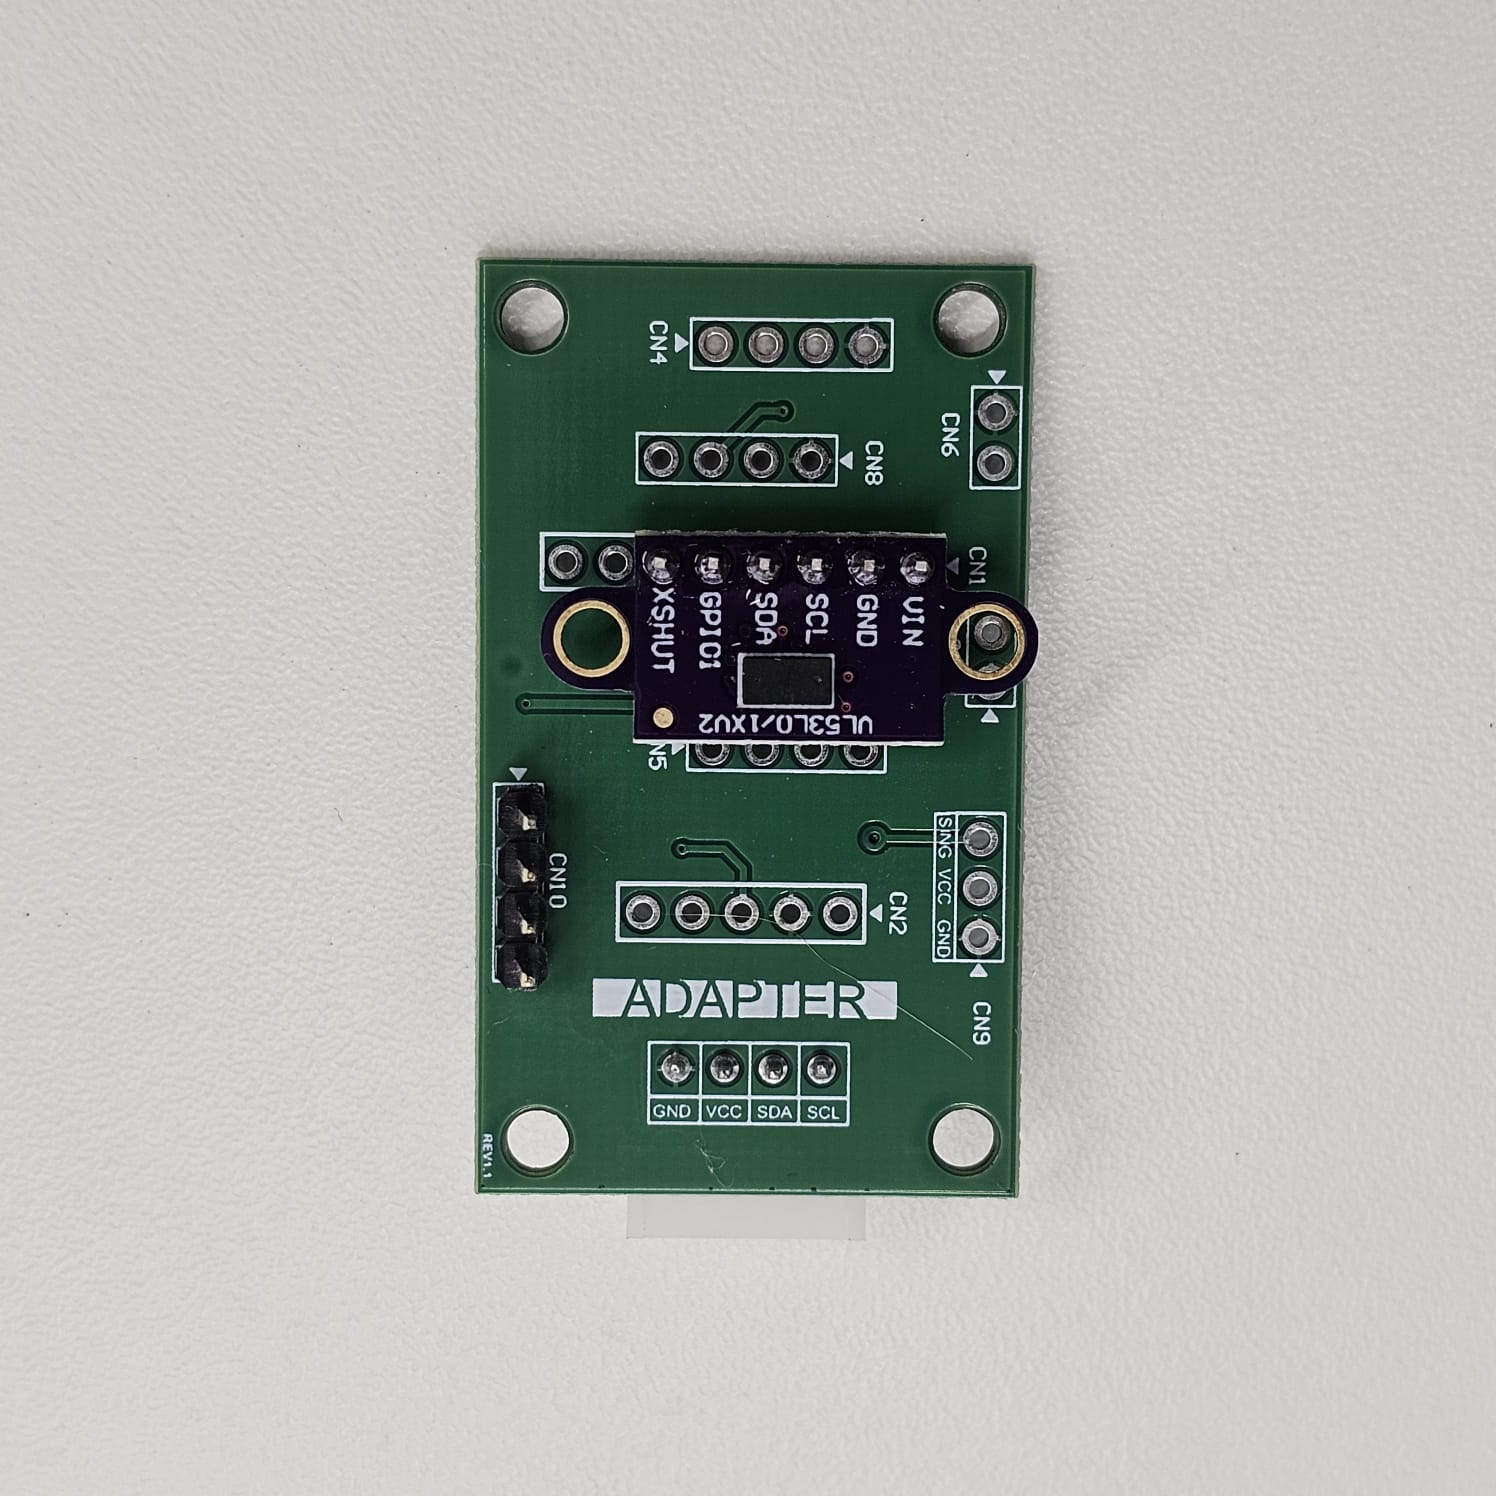 CN4
CN6
CN8
CN1
XSHUT
GPIO1
SDA
SCL
GND
VIN
VL53L0/1XV2
N5
CN10
SING VCC GND
CN2
ADAPTER
CN9
GND VCC SDA SCL
REV1.1